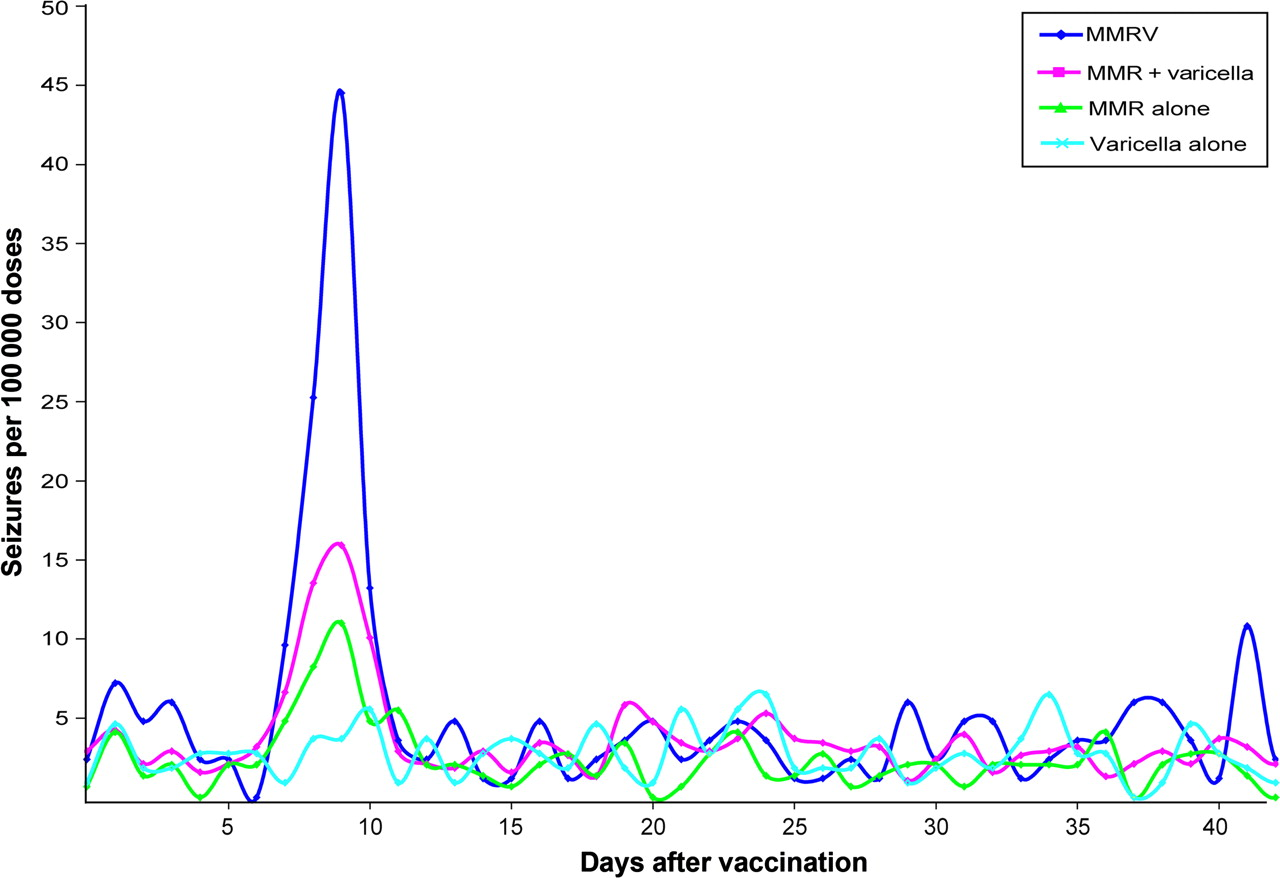 50
45
40
35
30
25
20
15
10
5
Seizures per 100 000 doses
MMRV
MMR + varicella
MMR alone
Varicella alone
5 10 15 20 25 30 35 40
Days after vaccination